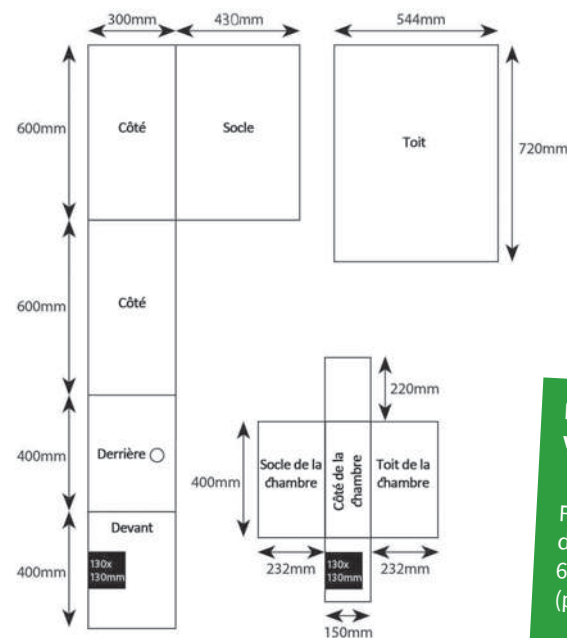 300mm
430mm
544mm
600mm
Côté
Socle
Toit
720mm
600mm
Côté
400mm
Derrière
400mm
Devant
130x
130mm
220mm
400mm
Socle de la
chambre
Côté de la
chambre
Toit de la
chambre
232mm
130x
130mm
232mm
150mm